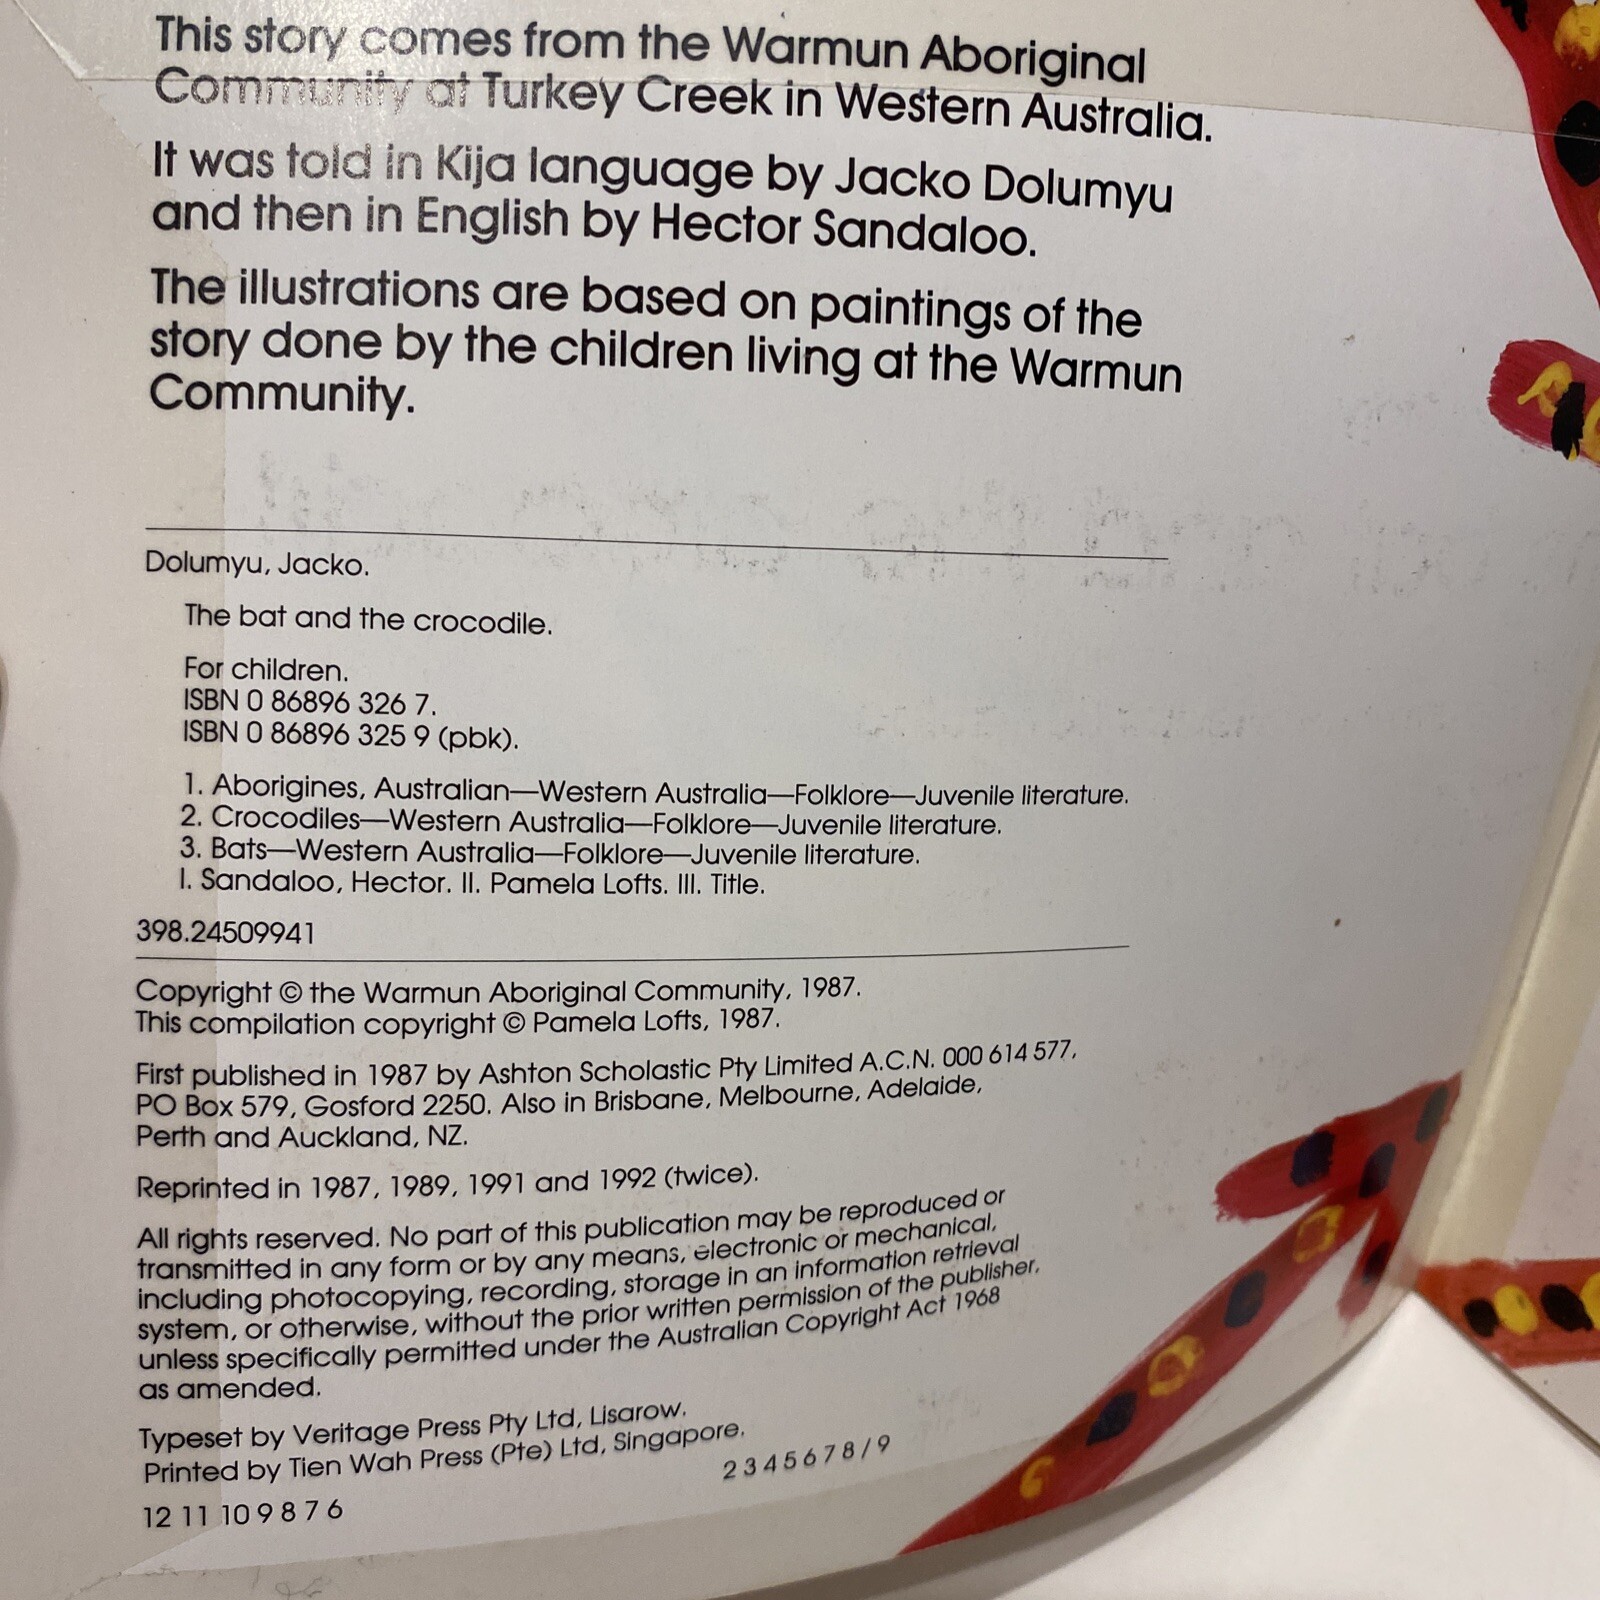 This story comes from the Warmun Aboriginal
Community at Turkey Creek in Western Australia.
It was told in Kija language by Jacko Dolumyu
and then in English by Hector Sandaloo.
The illustrations are based on paintings of the
story done by the children living at the Warmun
Community.
Dolumyu, Jacko.
The bat and the crocodile.
For children.
ISBN 0 86896 326 7.
ISBN 0 86896 325 9 (pbk).
1. Aborigines, Australian—Western Australia—Folklore—Juvenile literature.
2. Crocodiles—Western Australia—Folklore—Juvenile literature.
3. Bats—Western Australia—Folklore—Juvenile literature.
I. Sandaloo, Hector. II. Pamela Lofts. III. Title.
398.24509941
Copyright © the Warmun Aboriginal Community, 1987.
This compilation copyright © Pamela Lofts, 1987.
First published in 1987 by Ashton Scholastic Pty Limited A.C.N. 000 614 577,
PO Box 579, Gosford 2250. Also in Brisbane, Melbourne, Adelaide,
Perth and Auckland, NZ.
Reprinted in 1987, 1989, 1991 and 1992 (twice).
All rights reserved. No part of this publication may be reproduced or
transmitted in any form or by any means, electronic or mechanical,
including photocopying, recording, storage in an information retrieval
system, or otherwise, without the prior written permission of the publisher,
unless specifically permitted under the Australian Copyright Act 1968
as amended.
Typeset by Veritage Press Pty Ltd, Lisarow.
Printed by Tien Wah Press (Pte) Ltd, Singapore.
12 11 10 9 8 7 6 2 3 4 5 6 7 8 / 9